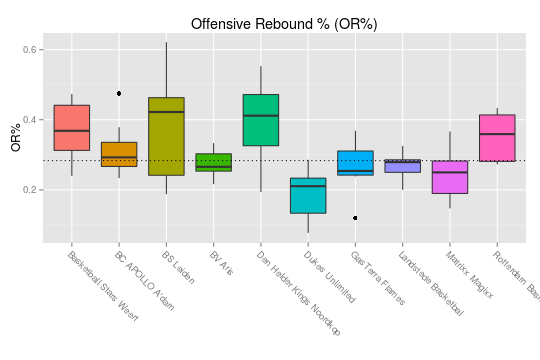 Offensive Rebound % (OR%)
OR%
0.6
0.4
0.2
Basketball Stars Weert
BC APOLLO A'dam
BS Leiden
BV Aris
Den Helder Kings Noordkop
Dukes Unlimited
GasTerra Flames
Landstede Basketbal
Matrixx Magixx
Rotterdam Bas